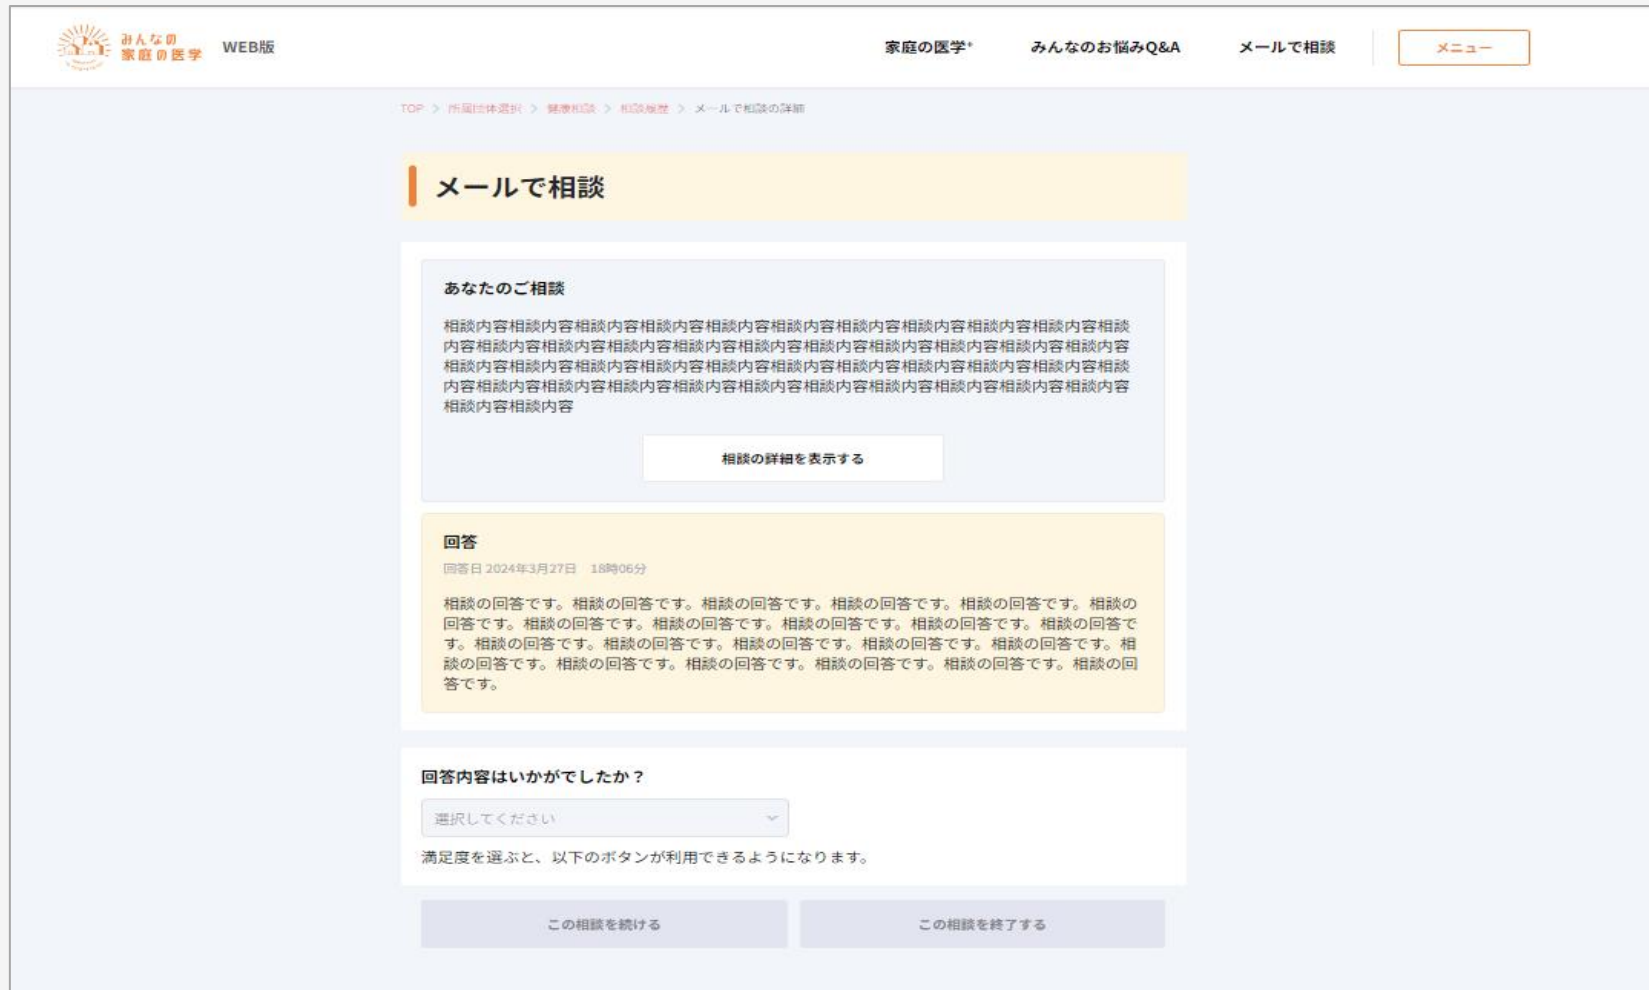 みんなの
家庭の医学 WEB版 家庭の医学+ みんなのお悩みQ&A メールで相談 メニュー
TOP > 所属団体選択 > 健康相談 > 相談履歴 > メールで相談の詳細
メールで相談
あなたのご相談
相談内容相談内容相談内容相談内容相談内容相談内容相談内容相談内容相談内容相談内容相談
内容相談内容相談内容相談内容相談内容相談内容相談内容相談内容相談内容相談内容相談内容
相談内容相談内容相談内容相談内容相談内容相談内容相談内容相談内容相談内容相談内容相談
内容相談内容相談内容相談内容相談内容相談内容相談内容相談内容相談内容相談内容相談内容
相談内容相談内容
相談の詳細を表示する
回答
回答日 2024年3月27日　18時06分
相談の回答です。相談の回答です。相談の回答です。相談の回答です。相談の回答です。相談の
回答です。相談の回答です。相談の回答です。相談の回答です。相談の回答です。相談の回答で
す。相談の回答です。相談の回答です。相談の回答です。相談の回答です。相談の回答です。相
談の回答です。相談の回答です。相談の回答です。相談の回答です。相談の回答です。相談の回
答です。
回答内容はいかがでしたか？
選択してください
満足度を選ぶと、以下のボタンが利用できるようになります。
この相談を続ける この相談を終了する